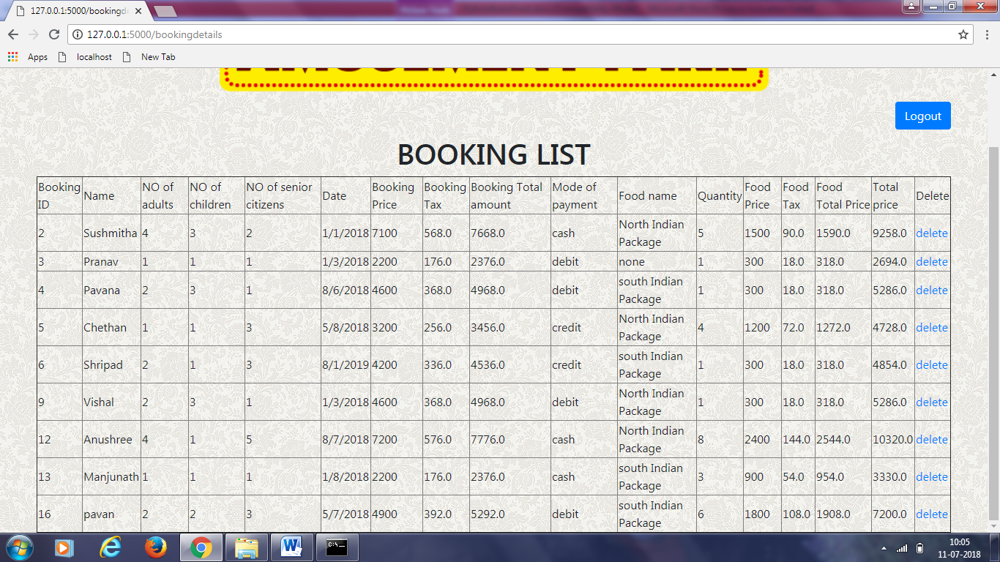 127.0.0.1:5000/bookingde
127.0.0.1:5000/bookingdetails
Apps localhost New Tab
AMUSEMENT PARK
Logout
BOOKING LIST
Booking ID Name NO of adults NO of children NO of senior citizens Date Booking Price Booking Tax Booking Total amount Mode of payment Food name Quantity Food Price Food Tax Food Total Price Total price Delete
2 Sushmitha 4 3 2 1/1/2018 7100 568.0 7668.0 cash North Indian Package 5 1500 90.0 1590.0 9258.0 delete
3 Pranav 1 1 1 1/3/2018 2200 176.0 2376.0 debit none 1 300 18.0 318.0 2694.0 delete
4 Pavana 2 3 1 8/6/2018 4600 368.0 4968.0 debit south Indian Package 1 300 18.0 318.0 5286.0 delete
5 Chethan 1 1 3 5/8/2018 3200 256.0 3456.0 credit North Indian Package 4 1200 72.0 1272.0 4728.0 delete
6 Shripad 2 1 3 8/1/2019 4200 336.0 4536.0 credit south Indian Package 1 300 18.0 318.0 4854.0 delete
9 Vishal 2 3 1 1/3/2018 4600 368.0 4968.0 debit North Indian Package 1 300 18.0 318.0 5286.0 delete
12 Anushree 4 1 5 8/7/2018 7200 576.0 7776.0 cash North Indian Package 8 2400 144.0 2544.0 10320.0 delete
13 Manjunath 1 1 1 1/8/2018 2200 176.0 2376.0 cash south Indian Package 3 900 54.0 954.0 3330.0 delete
16 pavan 2 2 3 5/7/2018 4900 392.0 5292.0 debit south Indian Package 6 1800 108.0 1908.0 7200.0 delete
C:\_
10:05
11-07-2018